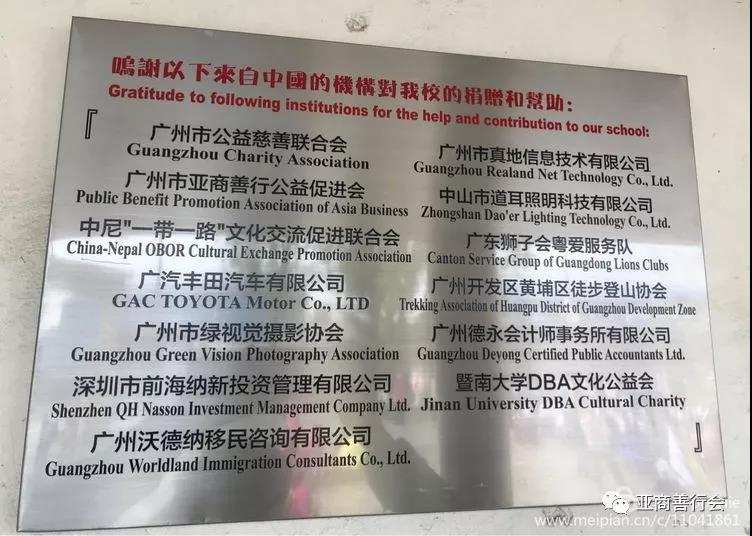 鳴謝以下來自中國的機構對我校的捐贈和幫助:
Gratitude to following institutions for the help and contribution to our school:
『
广州市公益慈善联合会
Guangzhou Charity Association
广州市亚商善行公益促进会
Public Benefit Promotion Association of Asia Business
中尼"一带一路"文化交流促进联合会
China-Nepal OBOR Cultural Exchange Promotion Association
广汽丰田汽车有限公司
GAC TOYOTA Motor Co., LTD
广州市绿视觉摄影协会
Guangzhou Green Vision Photography Association
深圳市前海纳新投资管理有限公司
Shenzhen QH Nasson Investment Management Company Ltd.
广州沃德纳移民咨询有限公司
Guangzhou Worldland Immigration Consultants Co., Ltd.
广州市真地信息技术有限公司
Guangzhou Realand Net Technology Co., Ltd.
中山市道耳照明科技有限公司
Zhongshan Dao'er Lighting Technology Co., Ltd.
广东狮子会粤爱服务队
Canton Service Group of Guangdong Lions Clubs
广州开发区黄埔区徒步登山协会
Trekking Association of Huangpu District of Guangzhou Development Zone
广州德永会计师事务所有限公司
Guangzhou Deyong Certified Public Accountants Ltd.
暨南大学DBA文化公益会
Jinan University DBA Cultural Charity
』
亚商善行会
www.meipian.cn/c/11041861